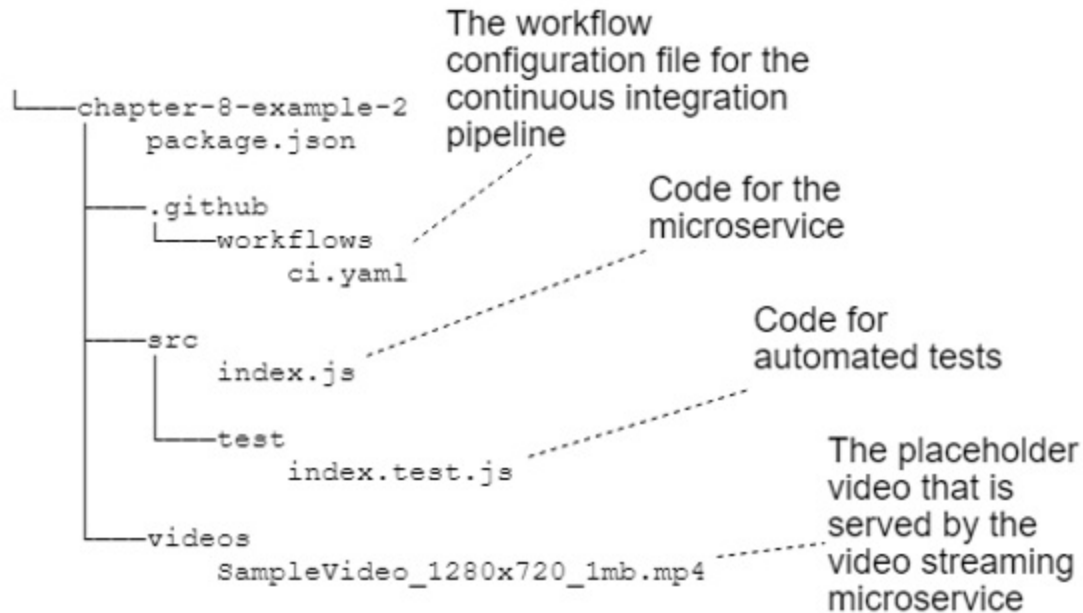 The workflow
configuration file for the
continuous integration
pipeline
chapter-8-example-2
package.json
.github
workflows
ci.yaml
Code for the
microservice
src
index.js
Code for
automated tests
test
index.test.js
videos
SampleVideo_1280x720_1mb.mp4
The placeholder
video that is
served by the
video streaming
microservice